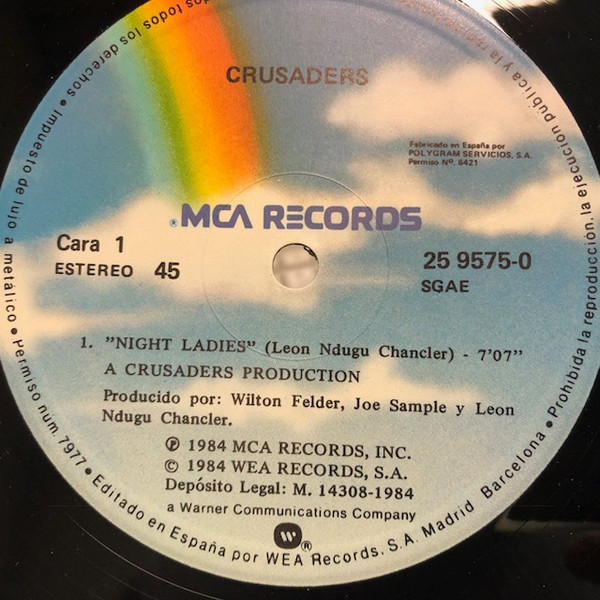 CRUSADERS
Fabricado en España por
POLYGRAM SERVICIOS, S.A.
Permiso Nº. 8421
® MCA RECORDS
Cara 1
ESTEREO 45
25 9575-0
SGAE
1. "NIGHT LADIES" (Leon Ndugu Chancler) - 7'07"
A CRUSADERS PRODUCTION
Producido por: Wilton Felder, Joe Sample y Leon
Ndugu Chancler.
Ⓟ 1984 MCA RECORDS, INC.
© 1984 WEA RECORDS, S.A.
Depósito Legal: M. 14308-1984
a Warner Communications Company
W ®
todos los derechos • Impuesto de lujo a metálico • Permiso num. 7977 • Editado en España por WEA Records. S.A. Madrid Barcelona • Prohibida la reproducción, la ejecución pública y la